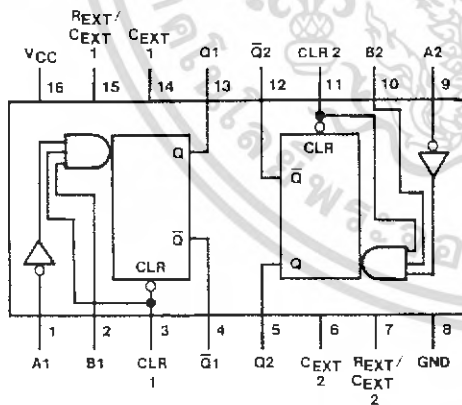 REXT/ CEXT 1
CEXT 1
VCC Q1 Q̅2 CLR 2 B2 A2
16 15 14 13 12 11 10 9
CLR
Q Q̅
Q̅ Q
CLR
1 2 3 4 5 6 7 8
A1 B1 CLR 1 Q̅1 Q2 CEXT 2 REXT/ CEXT 2 GND